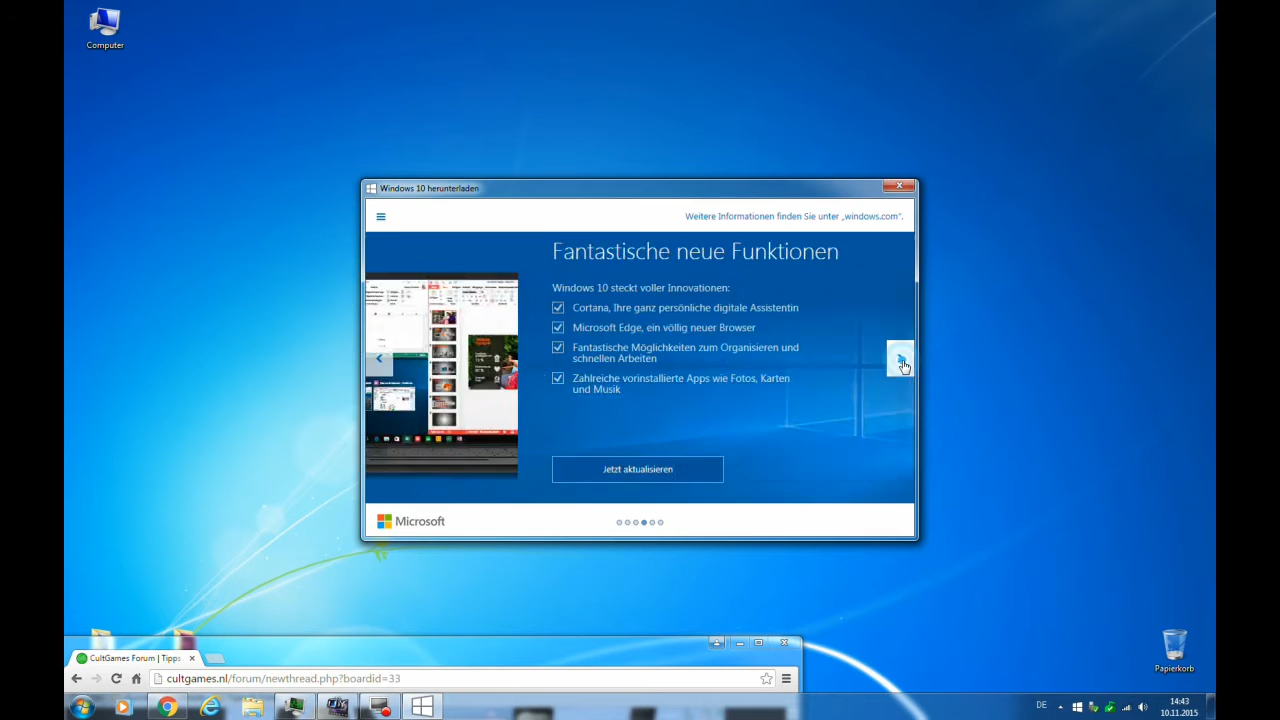 Computer
Windows 10 herunterladen
Weitere Informationen finden Sie unter „windows.com“.
Fantastische neue Funktionen
Windows 10 steckt voller Innovationen:
Cortana, Ihre ganz persönliche digitale Assistentin
Microsoft Edge, ein völlig neuer Browser
Fantastische Möglichkeiten zum Organisieren und
schnellen Arbeiten
Zahlreiche vorinstallierte Apps wie Fotos, Karten
und Musik
Jetzt aktualisieren
Microsoft
Papierkorb
CultGames Forum | Tipps
cultgames.nl/forum/newthread.php?boardid=33
DE
14:43
10.11.2015